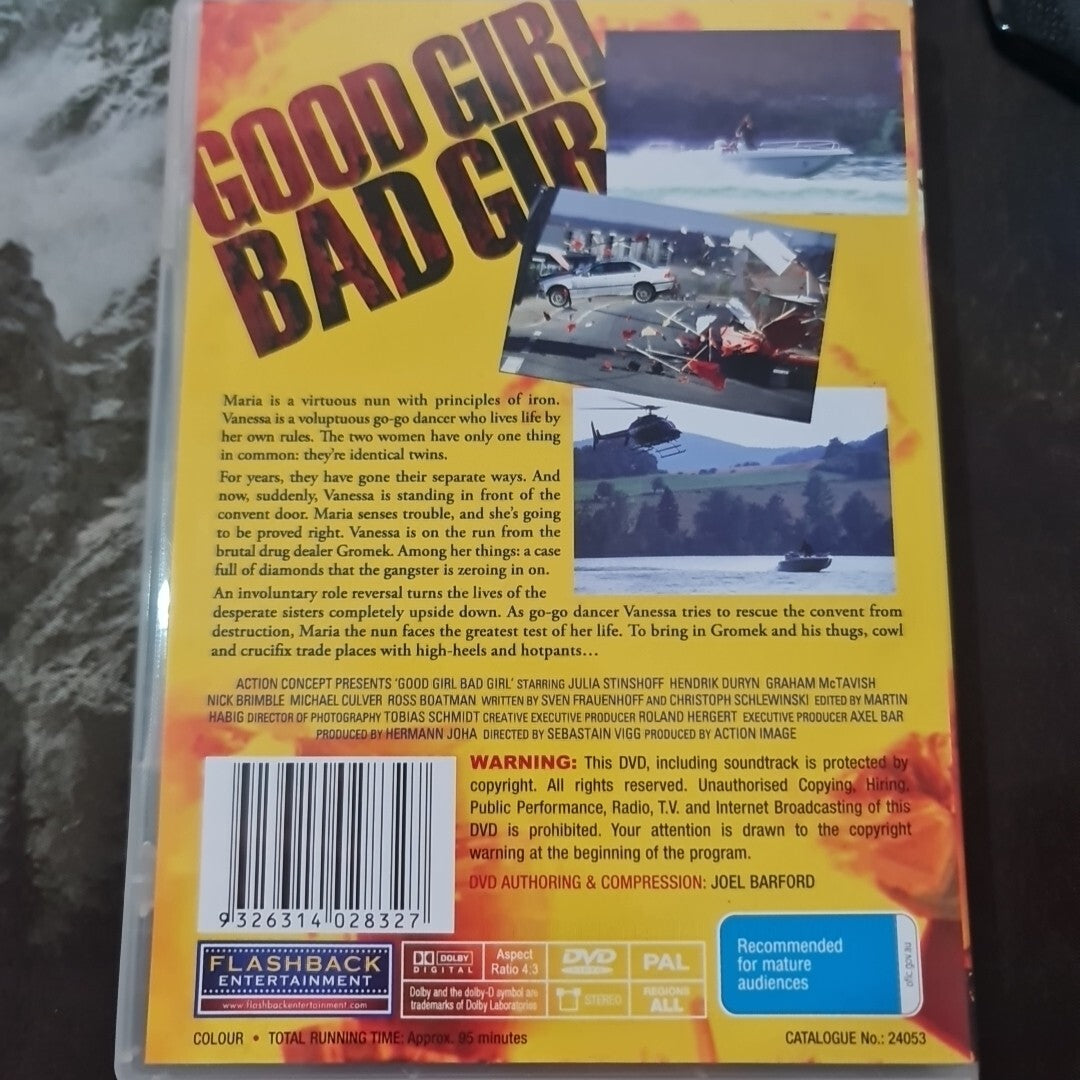 GOOD GIRL
BAD GIR
Maria is a virtuous nun with principles of iron.
Vanessa is a voluptuous go-go dancer who lives life by
her own rules. The two women have only one thing
in common: they're identical twins.
For years, they have gone their separate ways. And
now, suddenly, Vanessa is standing in front of the
convent door. Maria senses trouble, and she's going
to be proved right. Vanessa is on the run from the
brutal drug dealer Gromek. Among her things: a case
full of diamonds that the gangster is zeroing in on.
An involuntary role reversal turns the lives of the
desperate sisters completely upside down. As go-go dancer Vanessa tries to rescue the convent from
destruction, Maria the nun faces the greatest test of her life. To bring in Gromek and his thugs, cowl
and crucifix trade places with high-heels and hotpants...
ACTION CONCEPT PRESENTS 'GOOD GIRL BAD GIRL' STARRING JULIA STINSHOFF HENDRIK DURYN GRAHAM McTAVISH
NICK BRIMBLE MICHAEL CULVER ROSS BOATMAN WRITTEN BY SVEN FRAUENHOFF AND CHRISTOPH SCHLEWINSKI EDITED BY MARTIN
HABIG DIRECTOR OF PHOTOGRAPHY TOBIAS SCHMIDT CREATIVE EXECUTIVE PRODUCER ROLAND HERGERT EXECUTIVE PRODUCER AXEL BAR
PRODUCED BY HERMANN JOHA DIRECTED BY SEBASTAIN VIGG PRODUCED BY ACTION IMAGE
WARNING: This DVD, including soundtrack is protected by
copyright. All rights reserved. Unauthorised Copying, Hiring,
Public Performance, Radio, T.V. and Internet Broadcasting of this
DVD is prohibited. Your attention is drawn to the copyright
warning at the beginning of the program.
DVD AUTHORING & COMPRESSION: JOEL BARFORD
9 326314 028327
FLASHBACK
ENTERTAINMENT
www.flashbackentertainment.com
DOLBY
DIGITAL
Aspect
Ratio 4:3
DVD
VIDEO
PAL
Dolby and the doble-D symbol are
trademarks of Dolby Laboratories
STEREO
REGIONS
ALL
Recommended
for mature
audiences
oflc.gov.au
COLOUR • TOTAL RUNNING TIME: Approx. 95 minutes
CATALOGUE No.: 24053